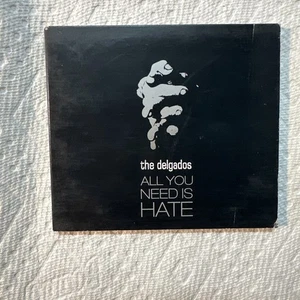 the delgados
ALL YOU
NEED IS
HATE